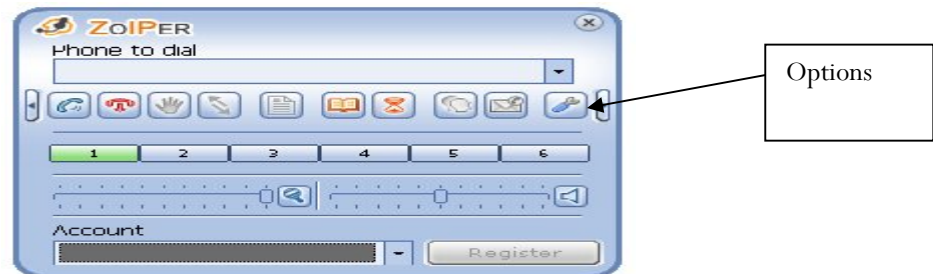 ZoIPer
Phone to dial
Options
1 2 3 4 5 6
Account
Register